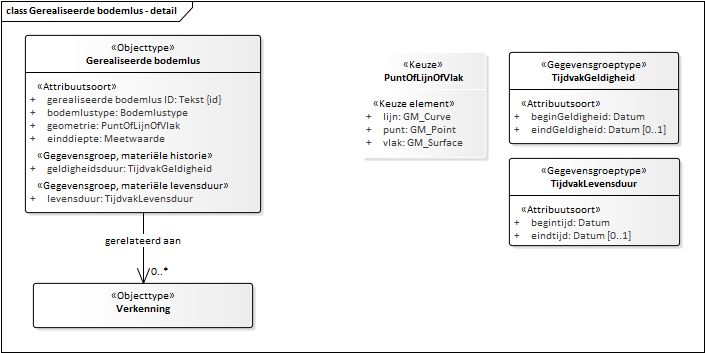 class Gerealiseerde bodemlus - detail
«Objecttype»
Gerealiseerde bodemlus
«Attribuutsoort»
+ gerealiseerde bodemlus ID: Tekst {id}
+ bodemlustype: Bodemlustype
+ geometrie: PuntOfLijnOfVlak
+ einddiepte: Meetwaarde
«Gegevensgroep, materiële historie»
+ geldigheidsduur: TijdvakGeldigheid
«Gegevensgroep, materiële levensduur»
+ levensduur: TijdvakLevensduur
gerelateerd aan
0..*
«Objecttype»
Verkenning
«Keuze»
PuntOfLijnOfVlak
«Keuze element»
+ lijn: GM_Curve
+ punt: GM_Point
+ vlak: GM_Surface
«Gegevensgroeptype»
TijdvakGeldigheid
«Attribuutsoort»
+ beginGeldigheid: Datum
+ eindGeldigheid: Datum [0..1]
«Gegevensgroeptype»
TijdvakLevensduur
«Attribuutsoort»
+ begintijd: Datum
+ eindtijd: Datum [0..1]